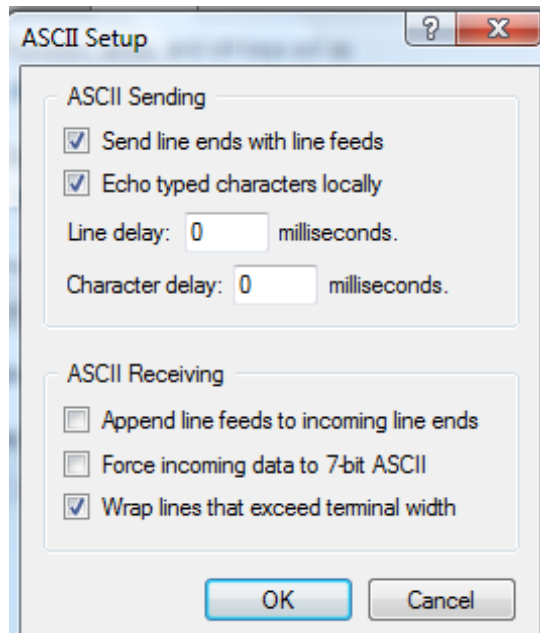 ASCII Setup
ASCII Sending
Send line ends with line feeds
Echo typed characters locally
Line delay: 0 milliseconds.
Character delay: 0 milliseconds.
ASCII Receiving
Append line feeds to incoming line ends
Force incoming data to 7-bit ASCII
Wrap lines that exceed terminal width
OK Cancel